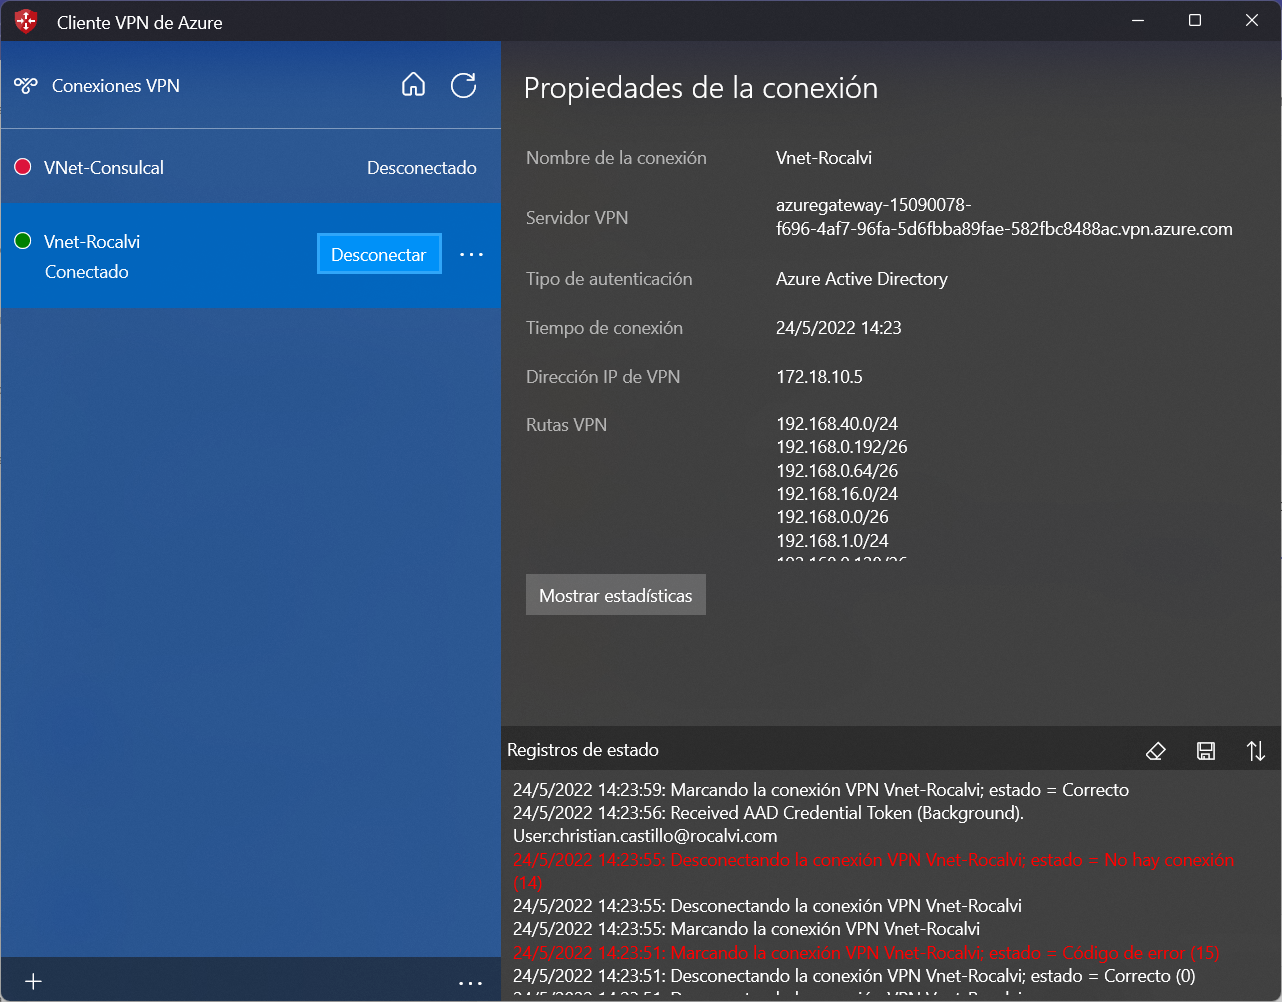 Cliente VPN de Azure
Conexiones VPN
VNet-Consulcal
Desconectado
Vnet-Rocalvi
Conectado
Desconectar
Propiedades de la conexión
Nombre de la conexión
Vnet-Rocalvi
Servidor VPN
azuregateway-15090078-
f696-4af7-96fa-5d6fbba89fae-582fbc8488ac.vpn.azure.com
Tipo de autenticación
Azure Active Directory
Tiempo de conexión
24/5/2022 14:23
Dirección IP de VPN
172.18.10.5
Rutas VPN
192.168.40.0/24
192.168.0.192/26
192.168.0.64/26
192.168.16.0/24
192.168.0.0/26
192.168.1.0/24
Mostrar estadísticas
Registros de estado
24/5/2022 14:23:59: Marcando la conexión VPN Vnet-Rocalvi; estado = Correcto
24/5/2022 14:23:56: Received AAD Credential Token (Background).
User:christian.castillo@rocalvi.com
24/5/2022 14:23:55: Desconectando la conexión VPN Vnet-Rocalvi; estado = No hay conexión
(14)
24/5/2022 14:23:55: Desconectando la conexión VPN Vnet-Rocalvi
24/5/2022 14:23:55: Marcando la conexión VPN Vnet-Rocalvi
24/5/2022 14:23:51: Marcando la conexión VPN Vnet-Rocalvi; estado = Código de error (15)
24/5/2022 14:23:51: Desconectando la conexión VPN Vnet-Rocalvi; estado = Correcto (0)